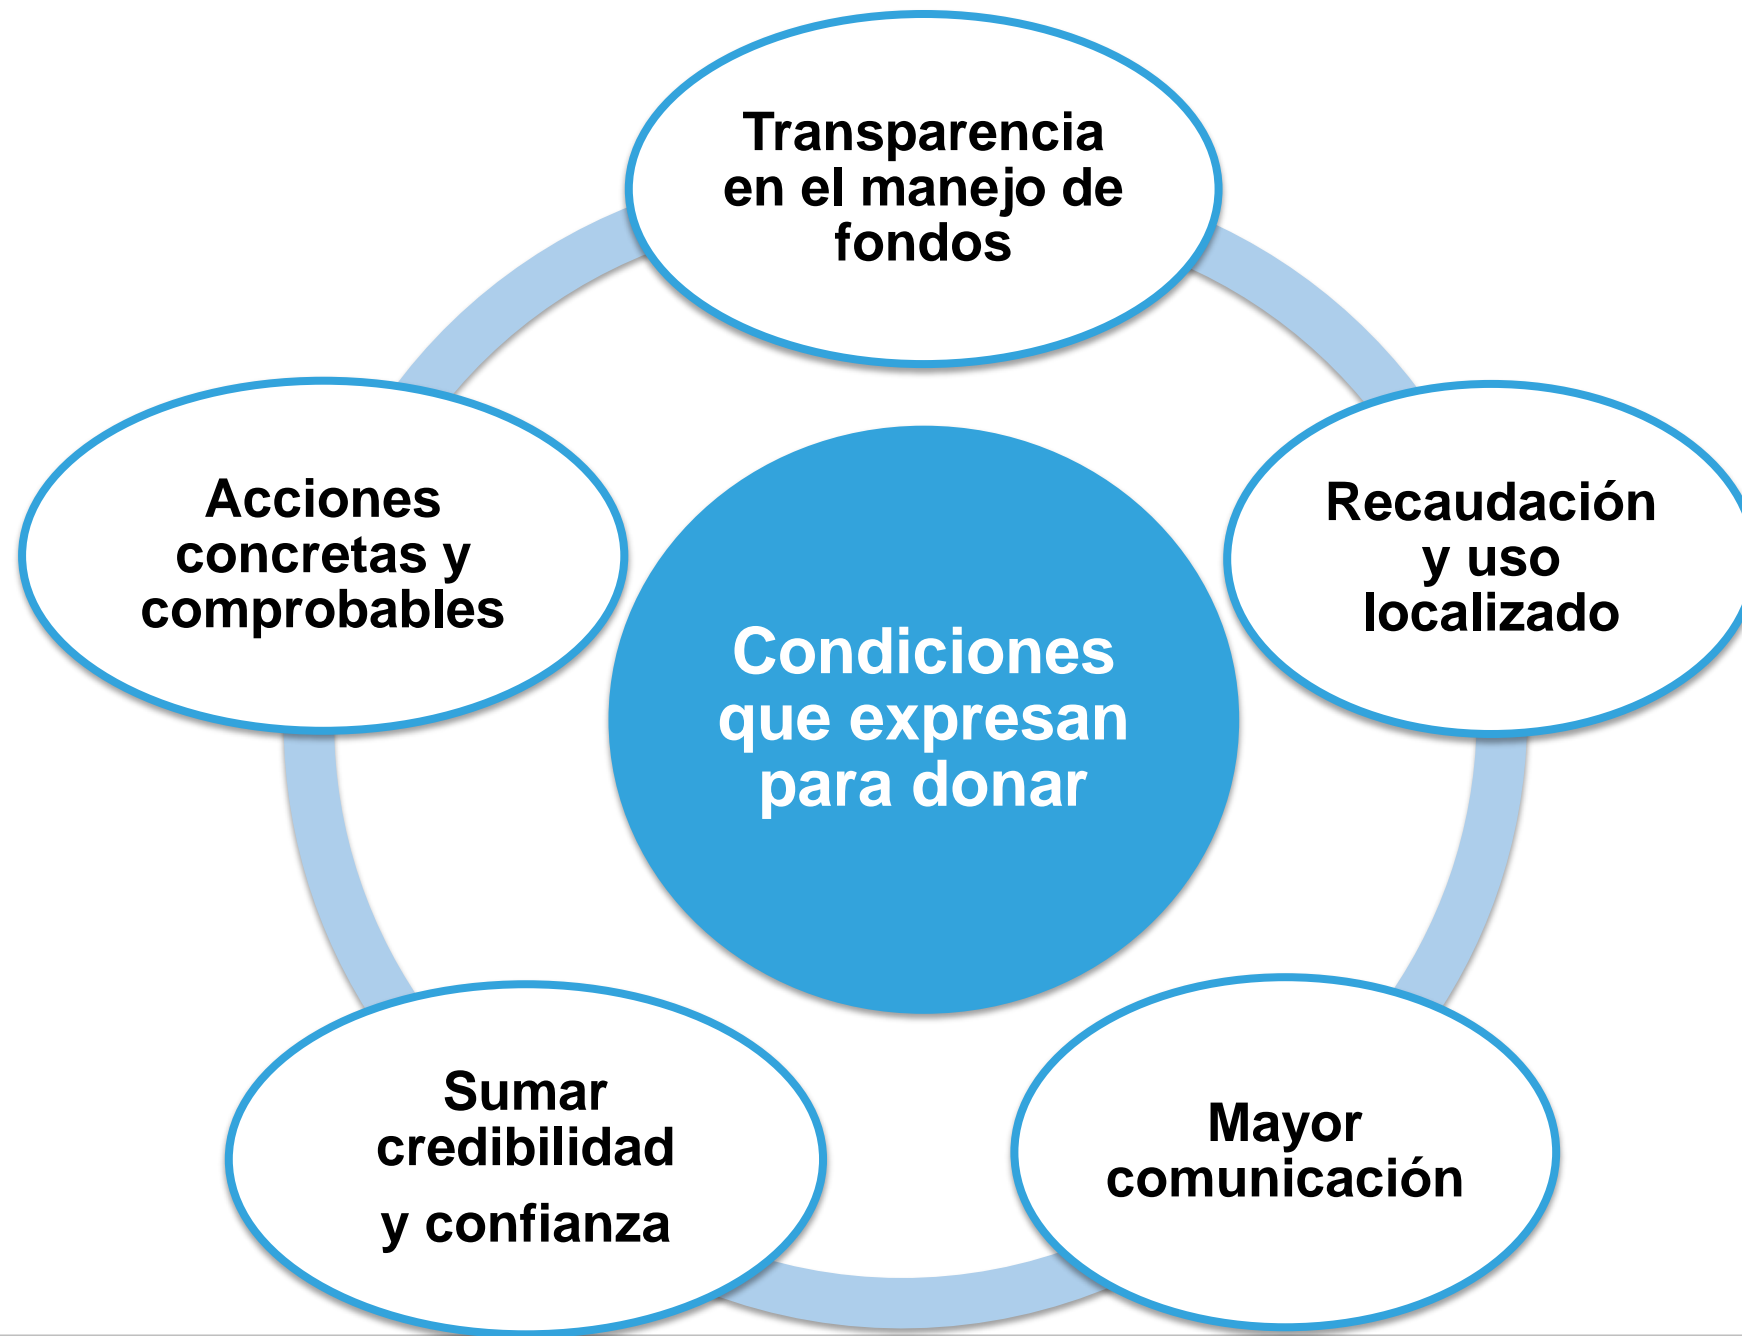 Transparencia
en el manejo de
fondos
Acciones
concretas y
comprobables
Recaudación
y uso
localizado
Condiciones
que expresan
para donar
Sumar
credibilidad
y confianza
Mayor
comunicación